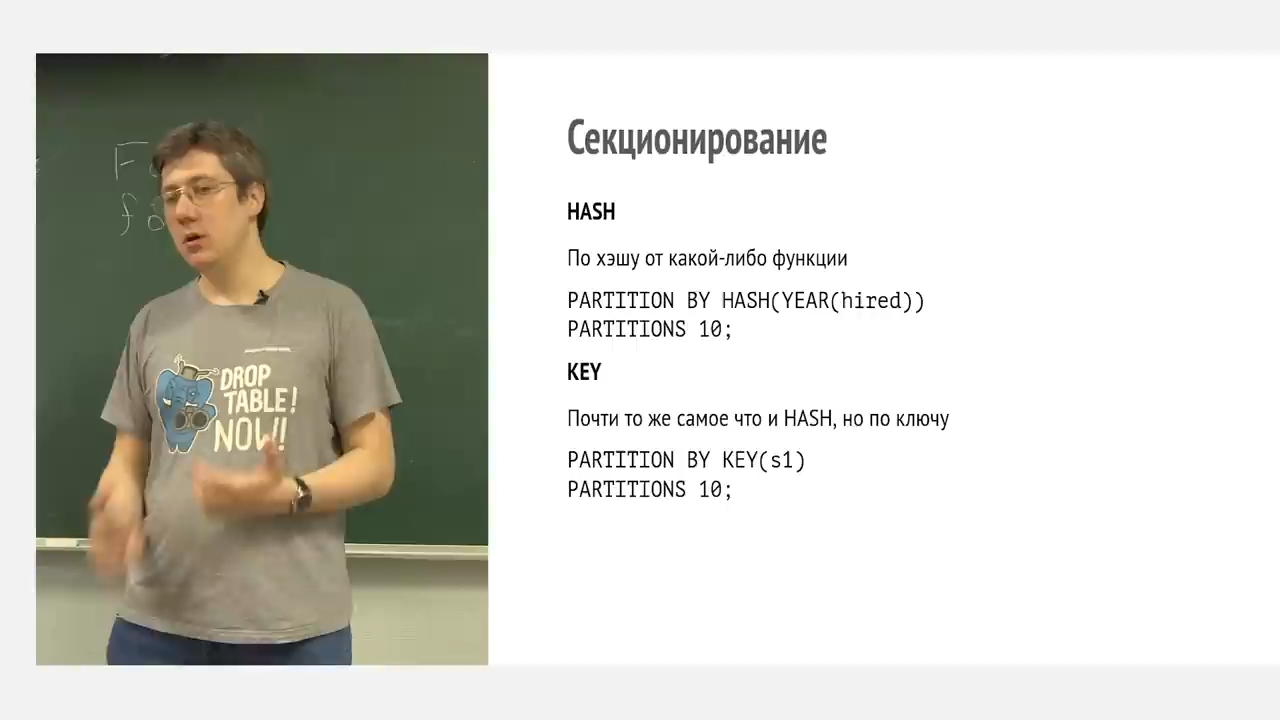 Секционирование
HASH
По хэшу от какой-либо функции
PARTITION BY HASH(YEAR(hired))
PARTITIONS 10;
KEY
Почти то же самое что и HASH, но по ключу
PARTITION BY KEY(s1)
PARTITIONS 10;
DROP
TABLE!
NOW!